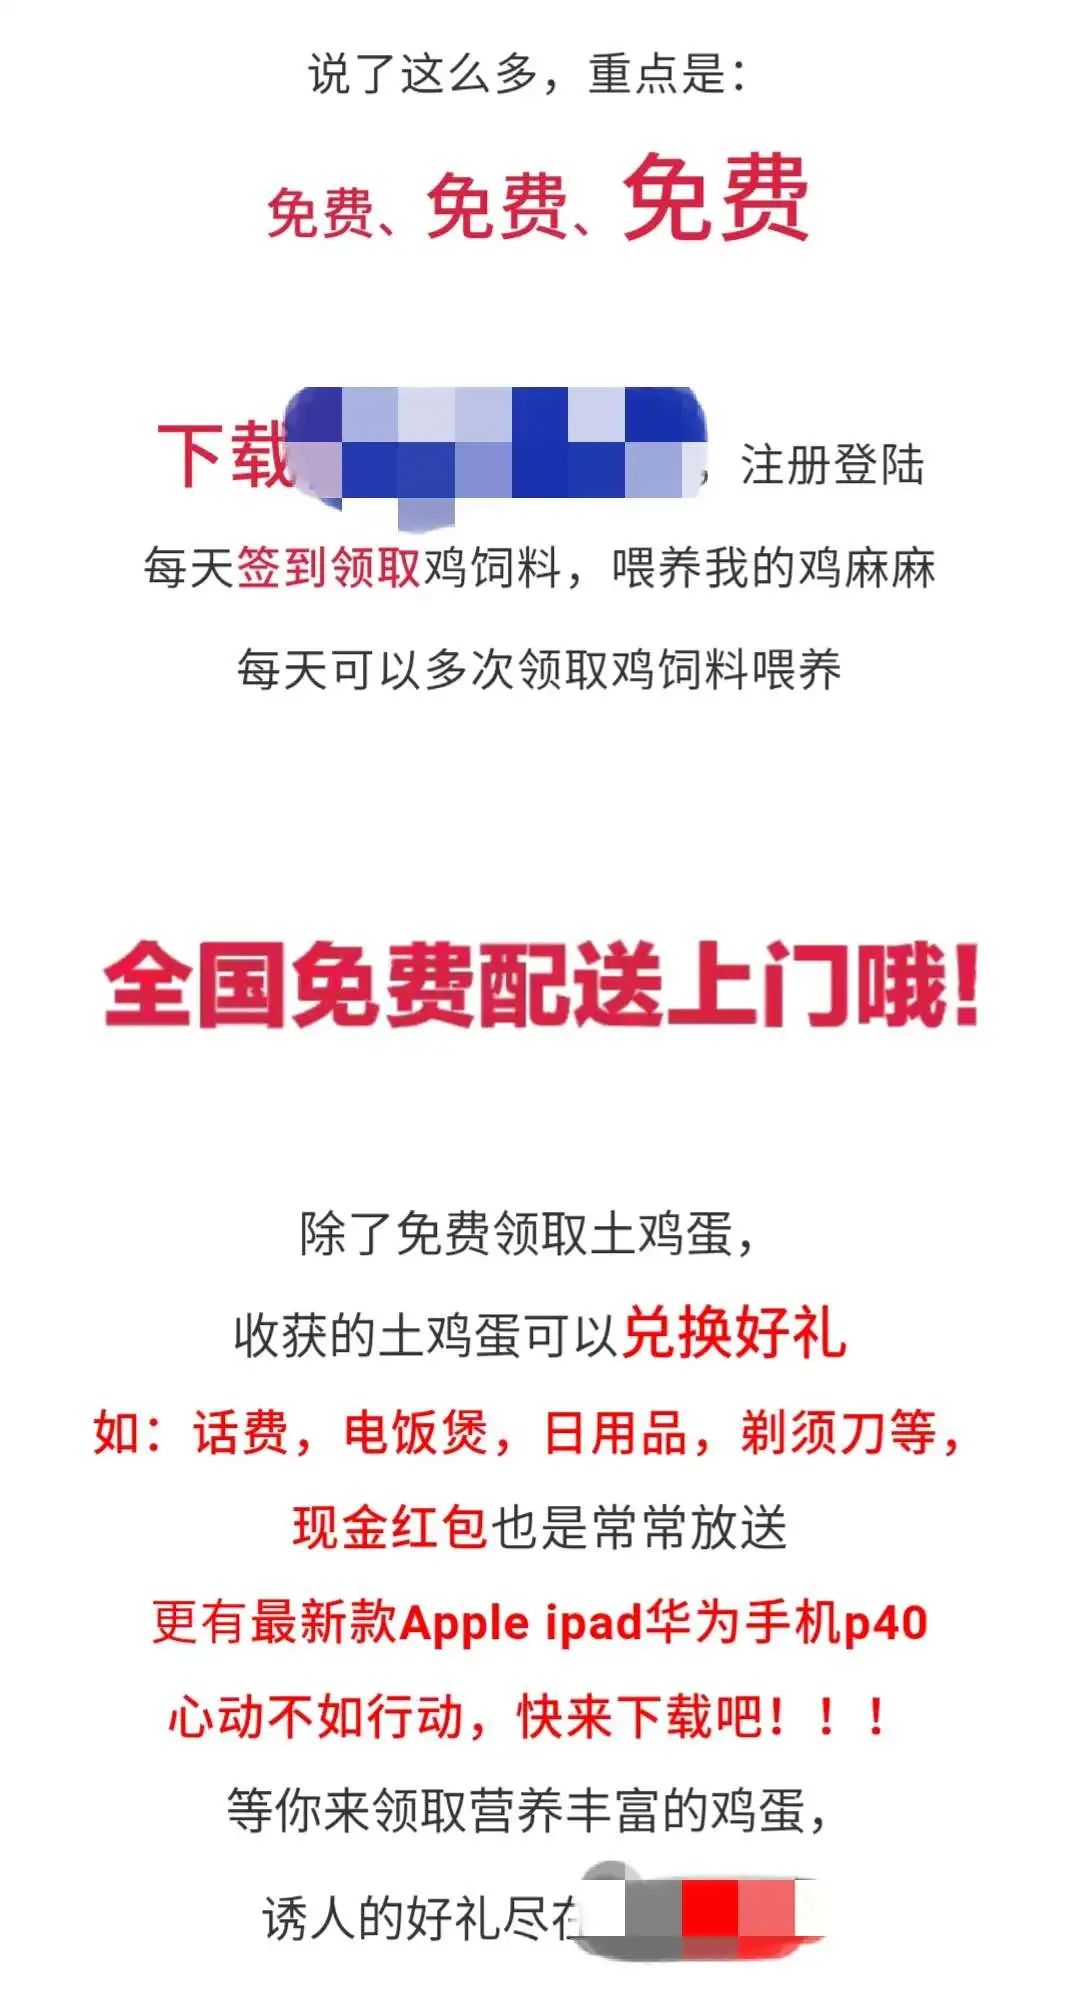 说了这么多，重点是：
免费、免费、免费
下载，注册登陆
每天签到领取鸡饲料，喂养我的鸡麻麻
每天可以多次领取鸡饲料喂养
全国免费配送上门哦！
除了免费领取土鸡蛋，
收获的土鸡蛋可以兑换好礼
如：话费，电饭煲，日用品，剃须刀等，
现金红包也是常常放送
更有最新款Apple ipad华为手机p40
心动不如行动，快来下载吧！！！
等你来领取营养丰富的鸡蛋，
诱人的好礼尽在